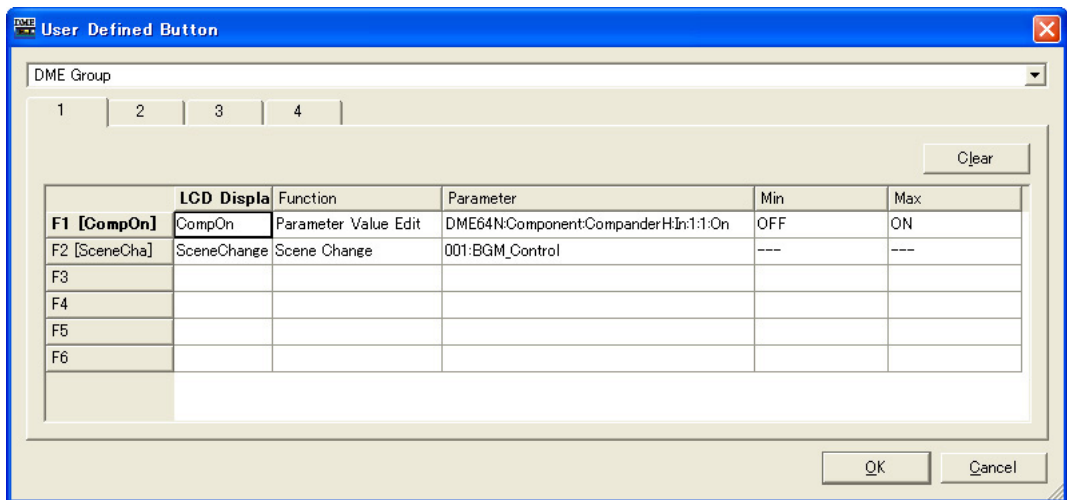 DME User Defined Button
DME Group
1 2 3 4
Clear
LCD Displa Function Parameter Min Max
F1 [CompOn] CompOn Parameter Value Edit DME64N:Component:CompanderH:In:1:1:On OFF ON
F2 [SceneCha] SceneChange Scene Change 001:BGM_Control --- ---
F3
F4
F5
F6
OK Cancel